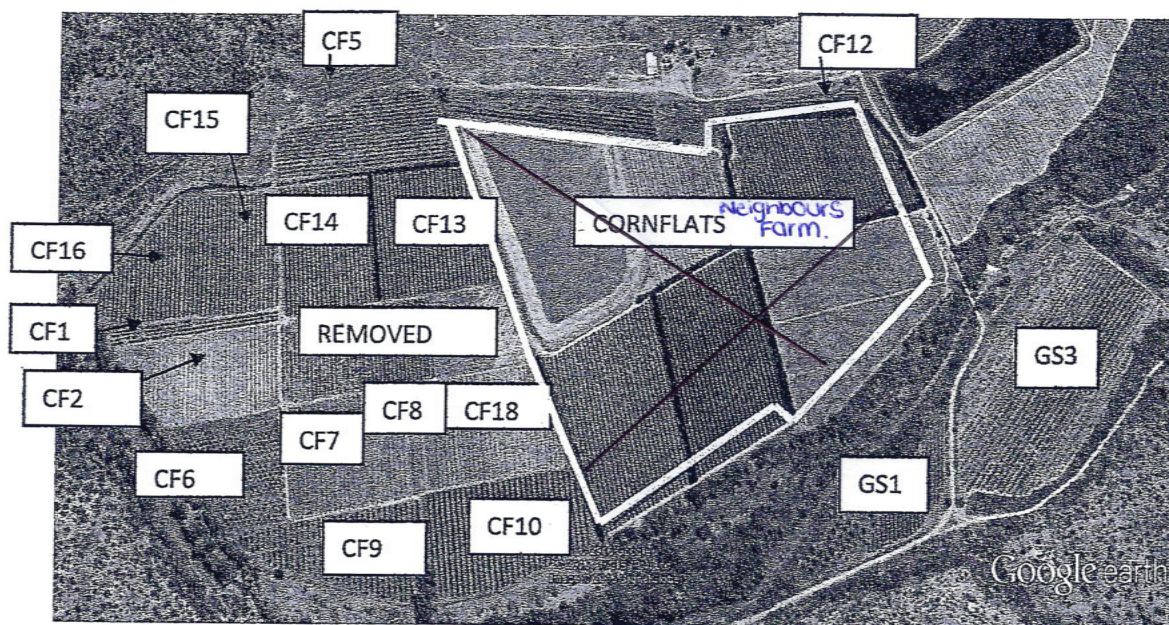 CF5
CF12
CF15
CF14
CF13
CORNFLATS Neighbours
Farm.
CF16
CF1
REMOVED
GS3
CF2
CF8
CF18
CF7
CF6
GS1
CF10
CF9
Google earth